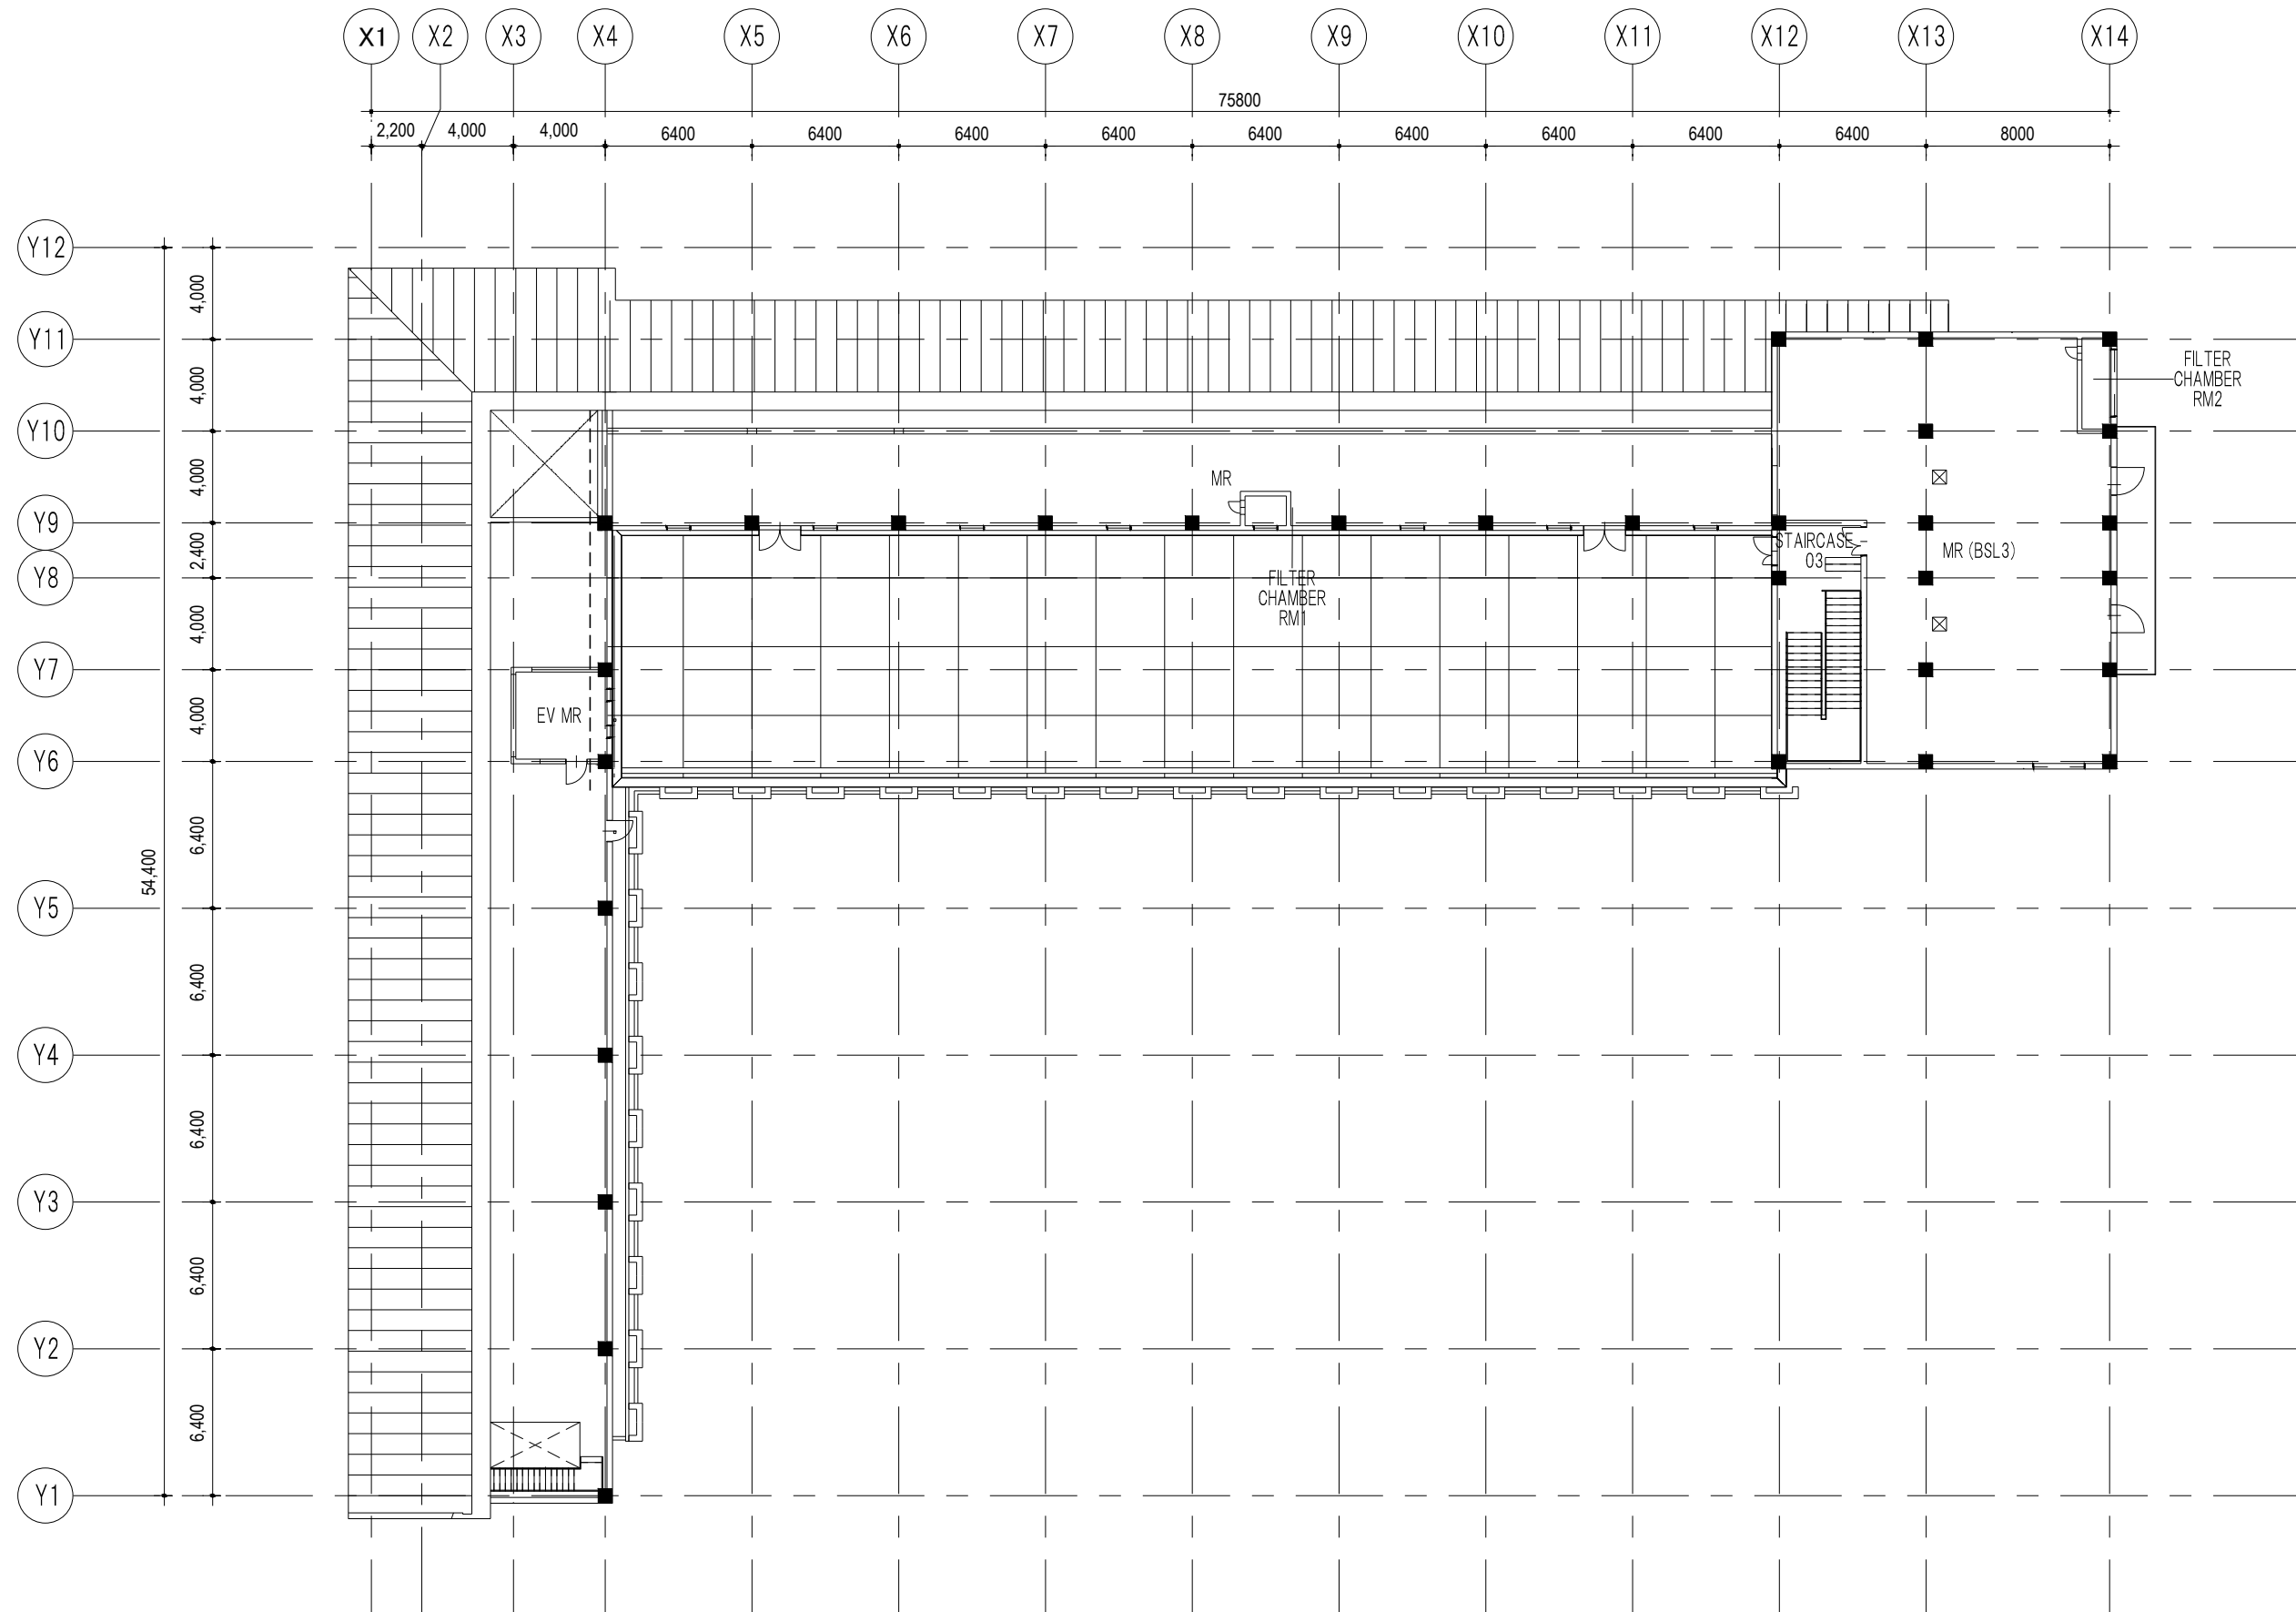 X1 X2 X3 X4 X5 X6 X7 X8 X9 X10 X11 X12 X13 X14
75800
2,200 4,000 4,000 6400 6400 6400 6400 6400 6400 6400 6400 6400 8000
Y12
4,000
Y11
4,000
Y10
4,000
Y9
2,400
Y8
4,000
Y7
4,000
Y6
6,400
54,400
Y5
6,400
Y4
6,400
Y3
6,400
Y2
6,400
Y1
FILTER
CHAMBER
RM2
MR
STAIRCASE -
03
MR (BSL3)
FILTER
CHAMBER
RM1
EV MR